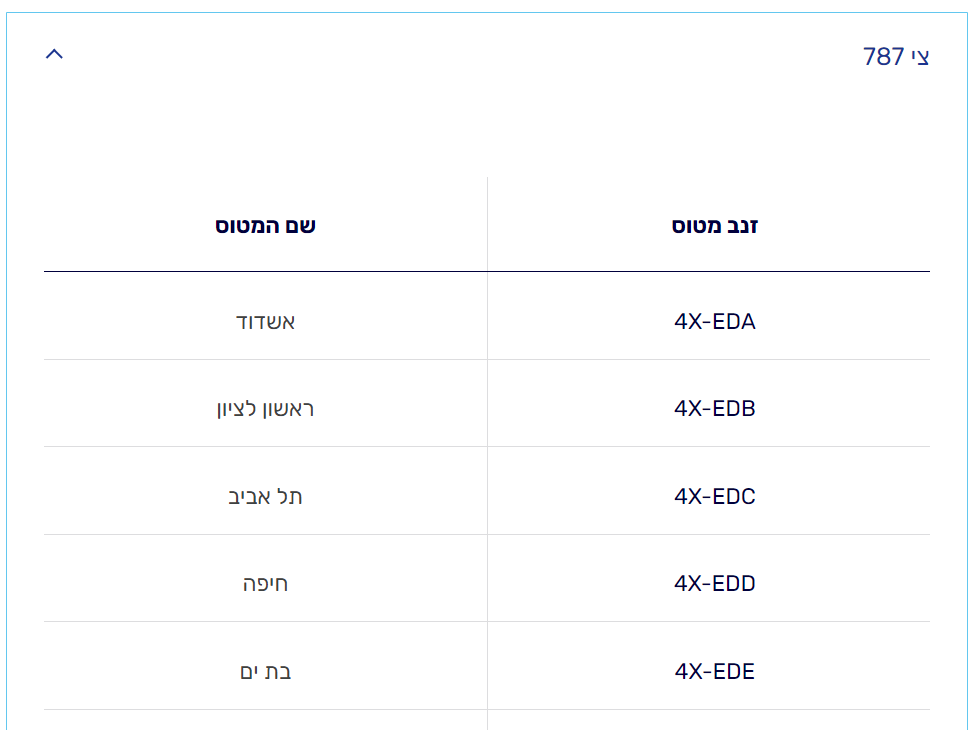 צי 787
זנב מטוס שם המטוס
4X-EDA אשדוד
4X-EDB ראשון לציון
4X-EDC תל אביב
4X-EDD חיפה
4X-EDE בת ים